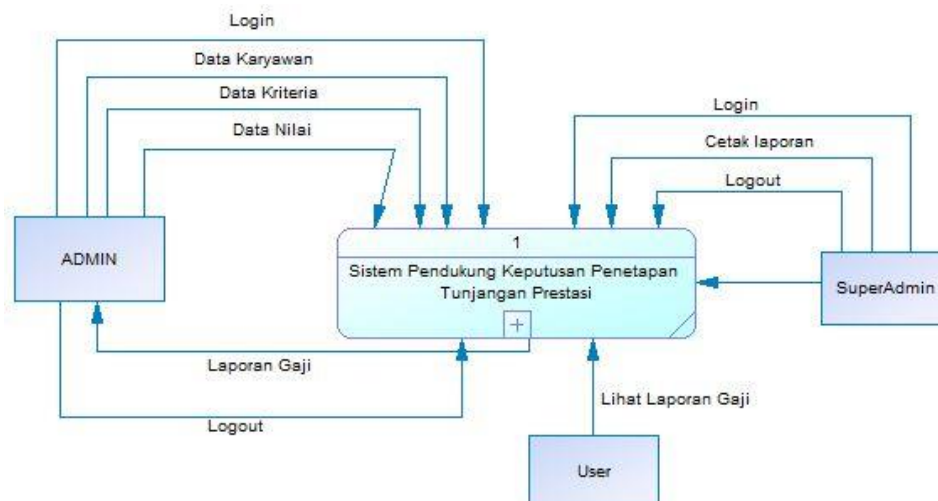 Login
Data Karyawan
Data Kriteria
Data Nilai
Login
Cetak laporan
Logout
ADMIN
1
Sistem Pendukung Keputusan Penetapan
Tunjangan Prestasi
SuperAdmin
Laporan Gaji
Logout
Lihat Laporan Gaji
User